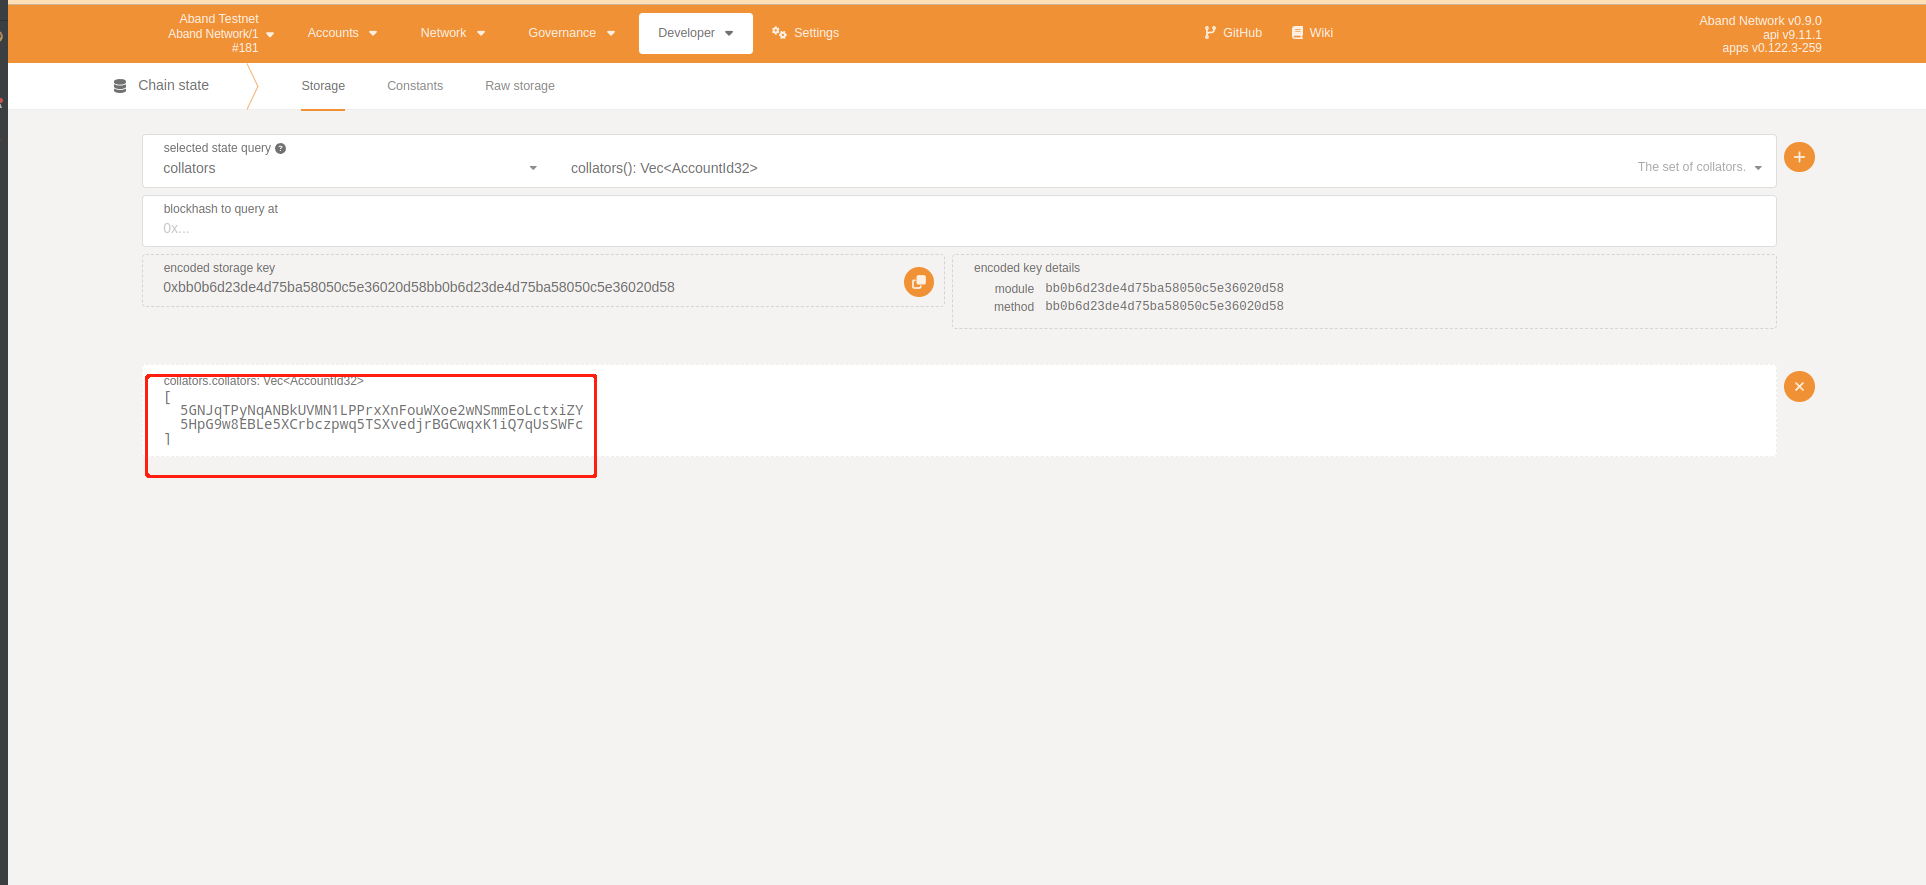 Aband Testnet
Aband Network/1
#181
Accounts
Network
Governance
Developer
Settings
GitHub
Wiki
Aband Network v0.9.0
api v9.11.1
apps v0.122.3-259
Chain state
Storage
Constants
Raw storage
selected state query
collators
collators(): Vec<AccountId32>
The set of collators.
blockhash to query at
0x...
encoded storage key
0xbb0b6d23de4d75ba58050c5e36020d58bb0b6d23de4d75ba58050c5e36020d58
encoded key details
module bb0b6d23de4d75ba58050c5e36020d58
method bb0b6d23de4d75ba58050c5e36020d58
collators.collators: Vec<AccountId32>
[
5GNJqTPyNqANBkUVMN1LPPrxXnFouWXoe2wNSmmEoLctxiZY
5HpG9w8EBLe5XCrbczpwq5TSXvedjrBGCwqxK1iQ7qUsSWFc
]